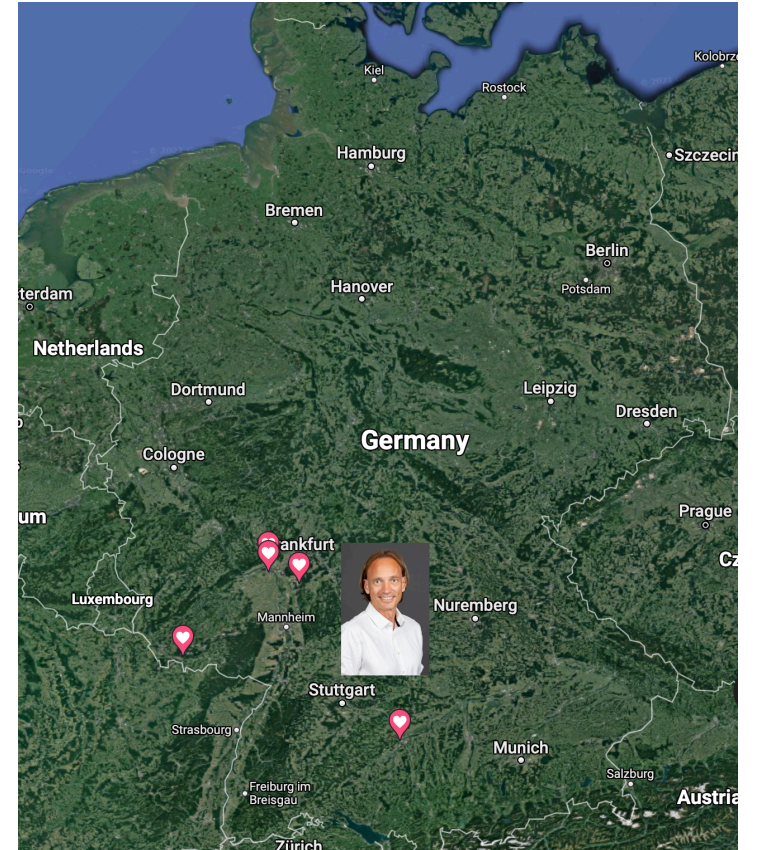 Kiel
Rostock
Kolobrz
Hamburg
Szczecin
Bremen
Berlin
Potsdam
sterdam
Hanover
Netherlands
Dortmund
Leipzig
Dresden
Germany
Cologne
um
Prague
ankfurt
Cz
Luxembourg
Mannheim
Nuremberg
Stuttgart
Strasbourg
Munich
Salzburg
Freiburg im
Breisgau
Austria
Zürich